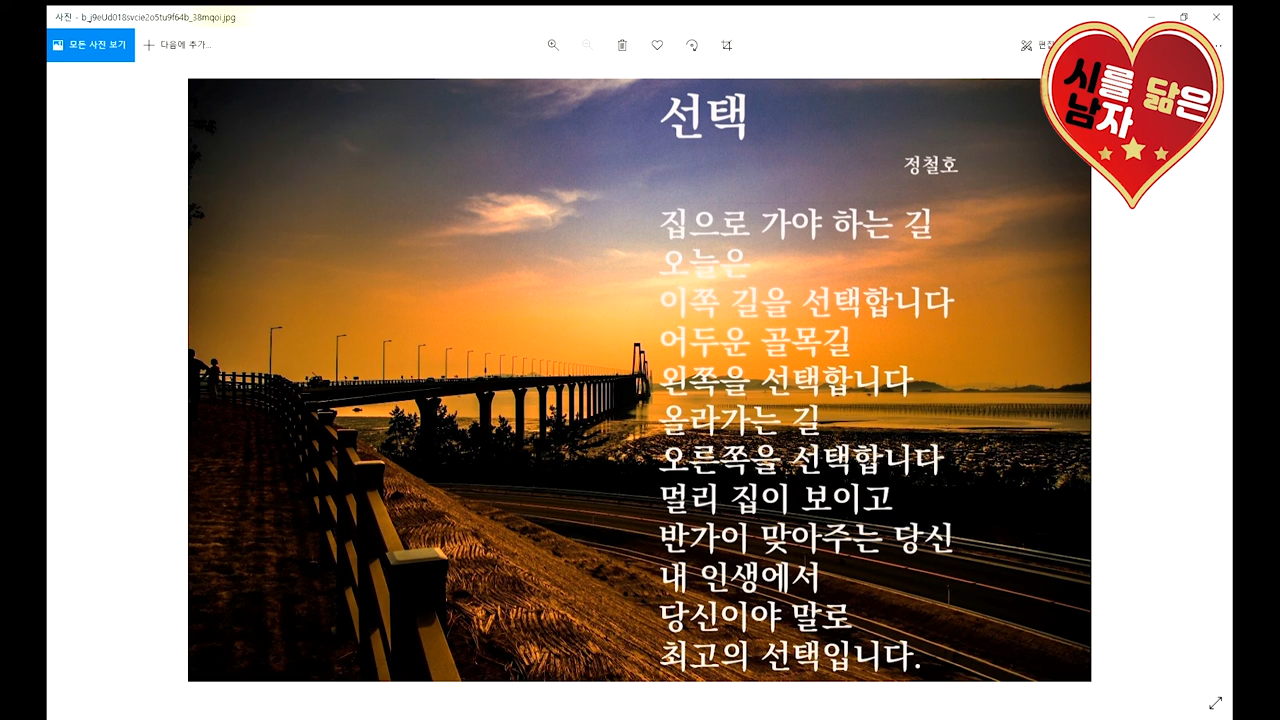 사진 - b_j9eUd018svcie2o5tu9f64b_38mqoi.jpg
모든 사진 보기
다음에 추가...
시를 닮은
남자
선택
정철호
집으로 가야 하는 길
오늘은
이쪽 길을 선택합니다
어두운 골목길
왼쪽을 선택합니다
올라가는 길
오른쪽을 선택합니다
멀리 집이 보이고
반가이 맞아주는 당신
내 인생에서
당신이야 말로
최고의 선택입니다.